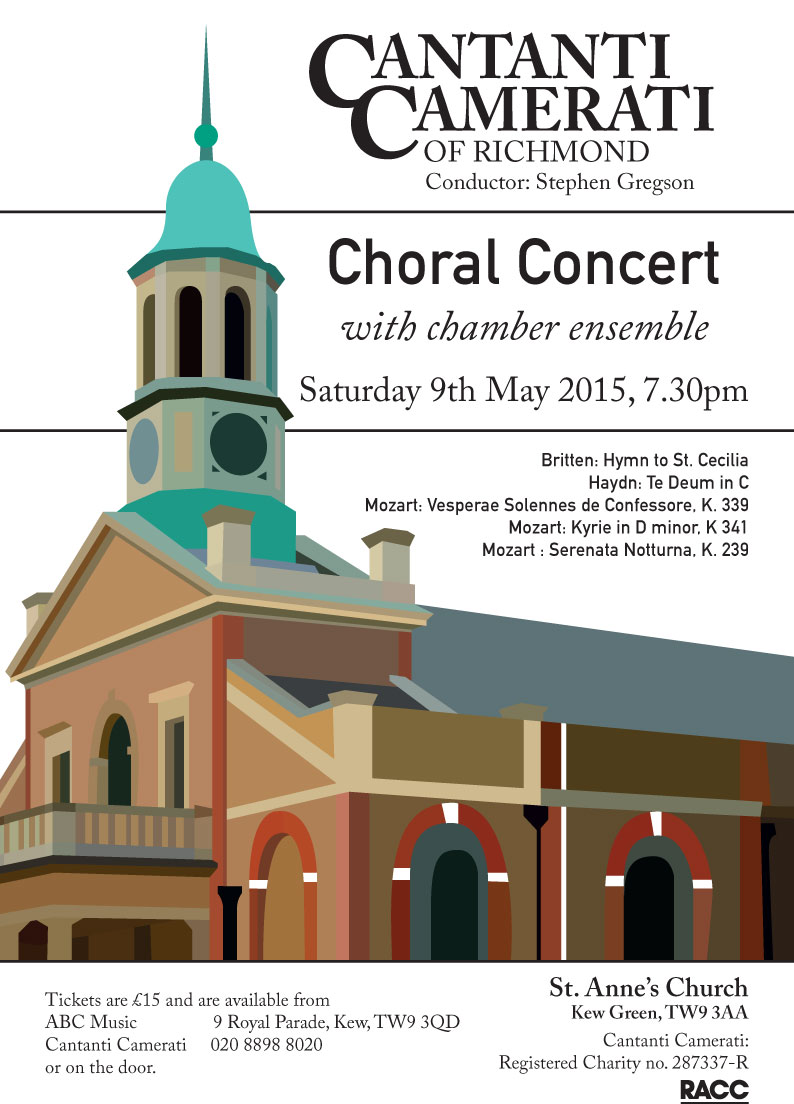 CANTANTI
CAMERATI
OF RICHMOND
Conductor: Stephen Gregson
Choral Concert
with chamber ensemble
Saturday 9th May 2015, 7.30pm
Britten: Hymn to St. Cecilia
Haydn: Te Deum in C
Mozart: Vesperae Solennes de Confessore, K. 339
Mozart: Kyrie in D minor, K 341
Mozart : Serenata Notturna, K. 239
Tickets are £15 and are available from
ABC Music 9 Royal Parade, Kew, TW9 3QD
Cantanti Camerati 020 8898 8020
or on the door.
St. Anne's Church
Kew Green, TW9 3AA
Cantanti Camerati:
Registered Charity no. 287337-R
RACC